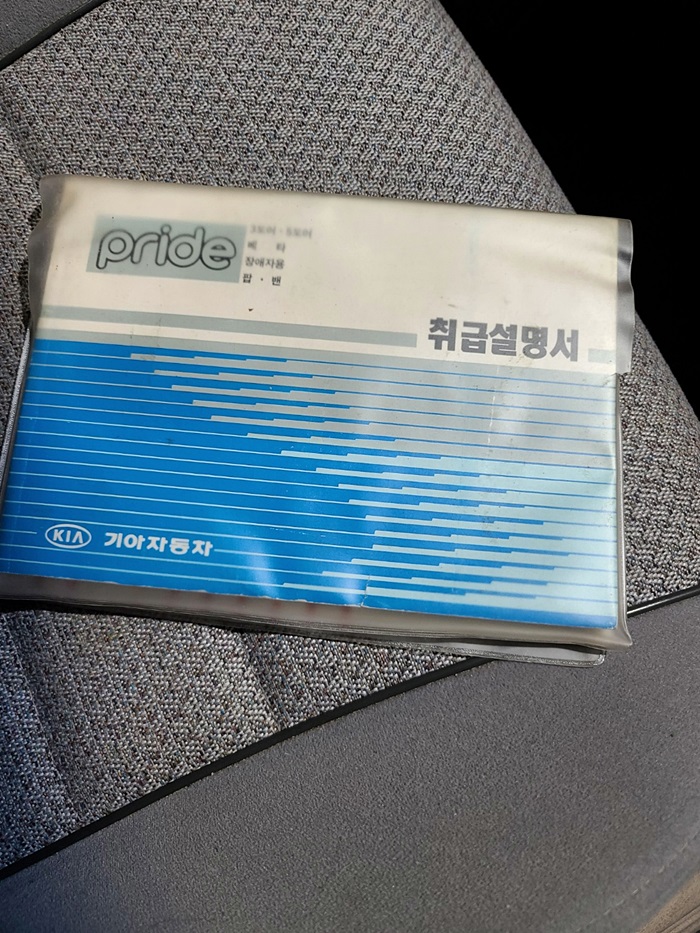 pride
3도어·5도어
베 타
장애자용
팝·밴
취급설명서
KIA 기아자동차